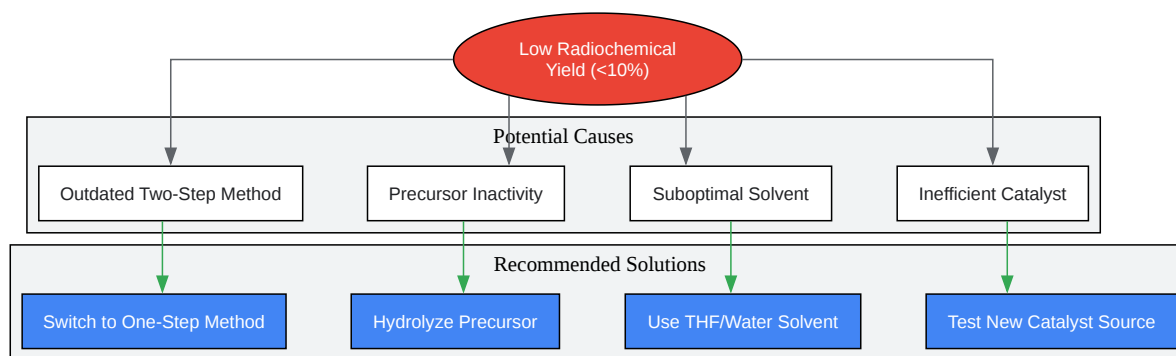 Low Radiochemical
Yield (<10%)
Potential Causes
Outdated Two-Step Method
Precursor Inactivity
Suboptimal Solvent
Inefficient Catalyst
Recommended Solutions
Switch to One-Step Method
Hydrolyze Precursor
Use THF/Water Solvent
Test New Catalyst Source